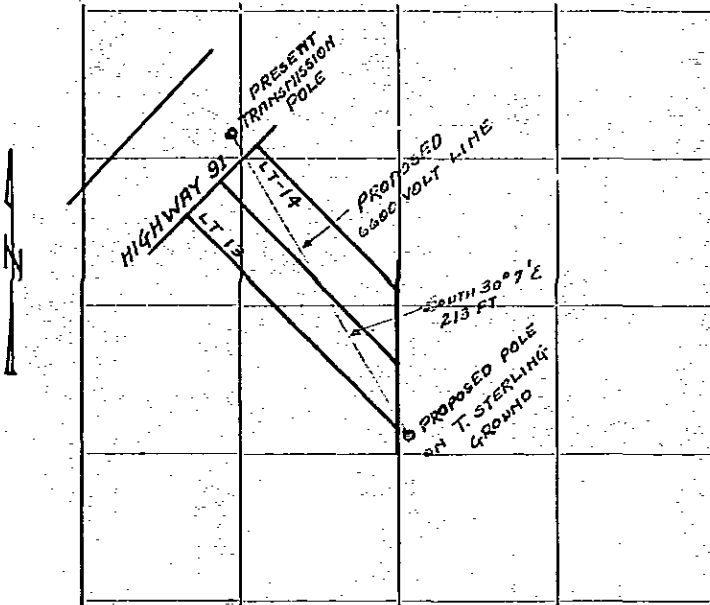 PRESENT
TRANSMISSION
POLE
HIGHWAY 91
LT-14
LT 13
PROPOSED
6600 VOLT LINE
SOUTH 30° 7' E
213 FT
PROPOSED POLE
ON T. STERLING
GROUND
N